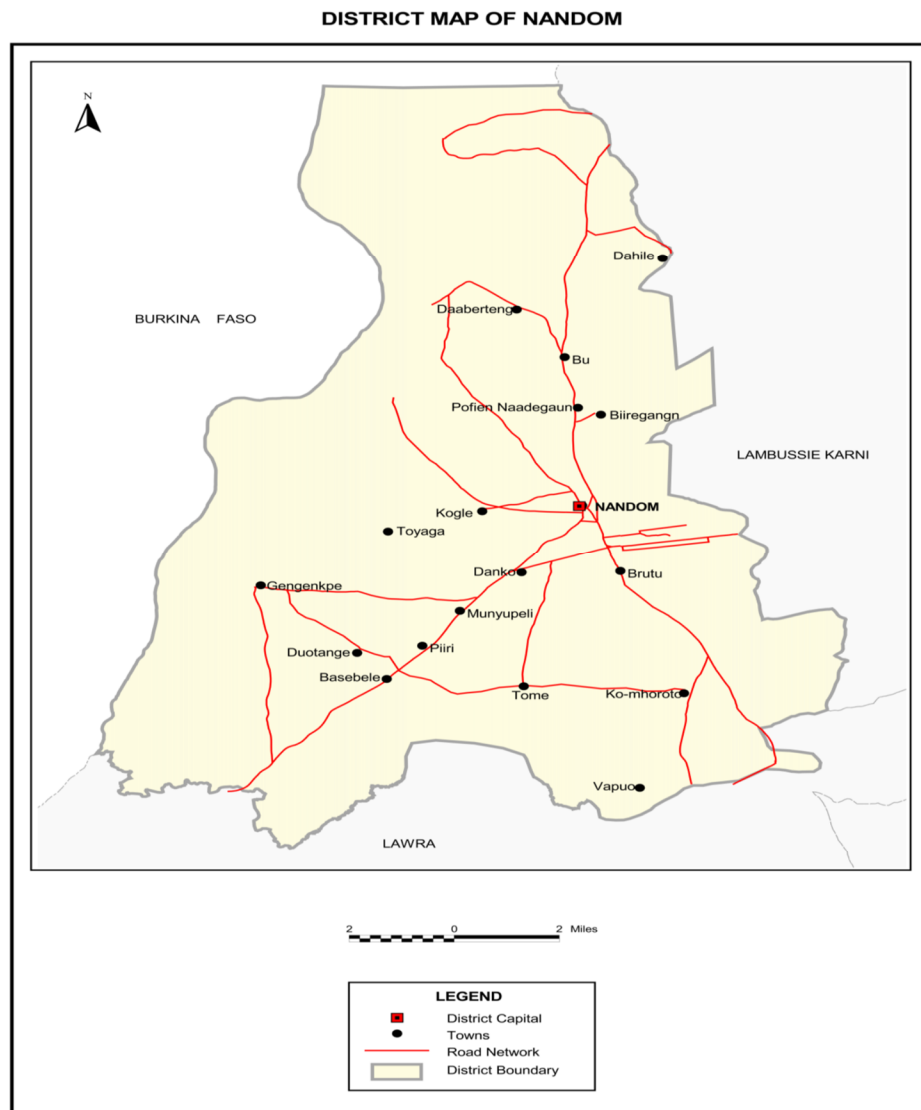 DISTRICT MAP OF NANDOM
N
Dahile
Daaberteng
BURKINA FASO
Bu
Pofien Naadegaun
Biiregangn
LAMBUSSIE KARNI
NANDOM
Kogle
Toyaga
Danko
Brutu
Gengenkpe
Munyupeli
Piiri
Duotange
Basebele
Tome
Ko-mhoroto
Vapuo
LAWRA
2 0 2 Miles
LEGEND
District Capital
Towns
Road Network
District Boundary